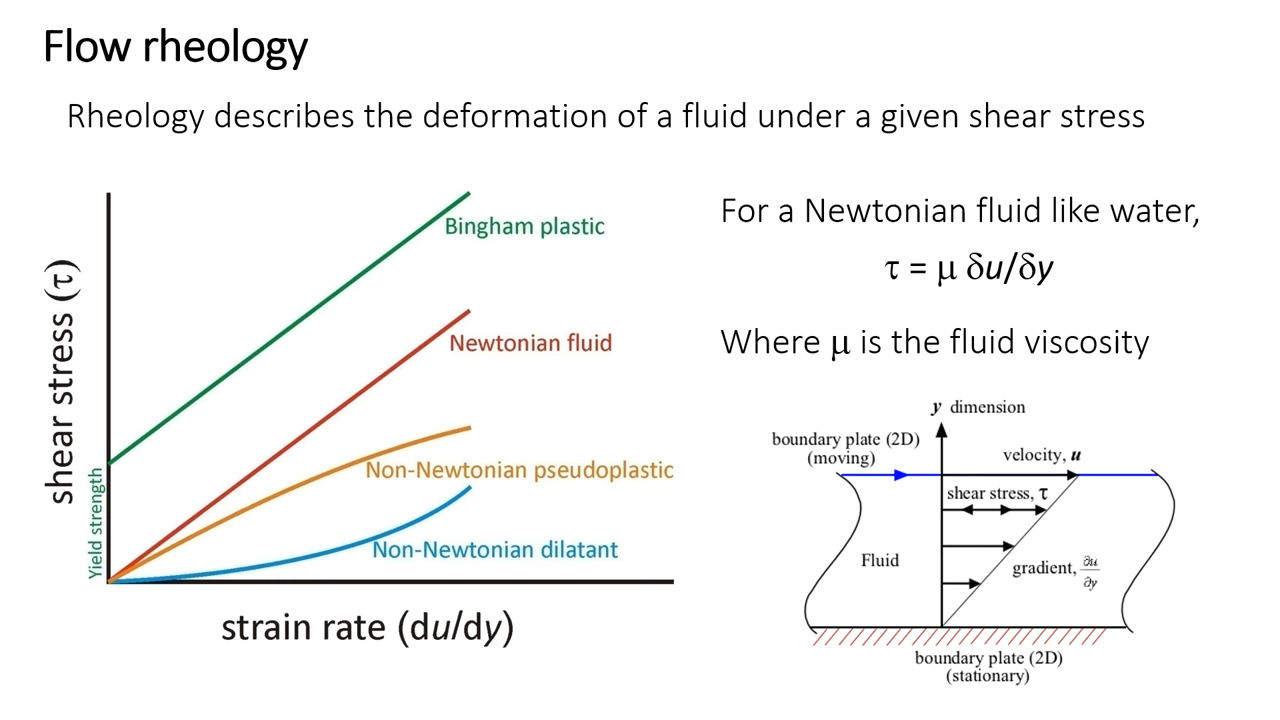 Flow rheology
Rheology describes the deformation of a fluid under a given shear stress
shear stress (τ)
Yield strength
Bingham plastic
Newtonian fluid
Non-Newtonian pseudoplastic
Non-Newtonian dilatant
strain rate (du/dy)
For a Newtonian fluid like water,
τ = μ δu/δy
Where μ is the fluid viscosity
y dimension
boundary plate (2D)
(moving)
velocity, u
shear stress, τ
Fluid
gradient, ∂u/∂y
boundary plate (2D)
(stationary)